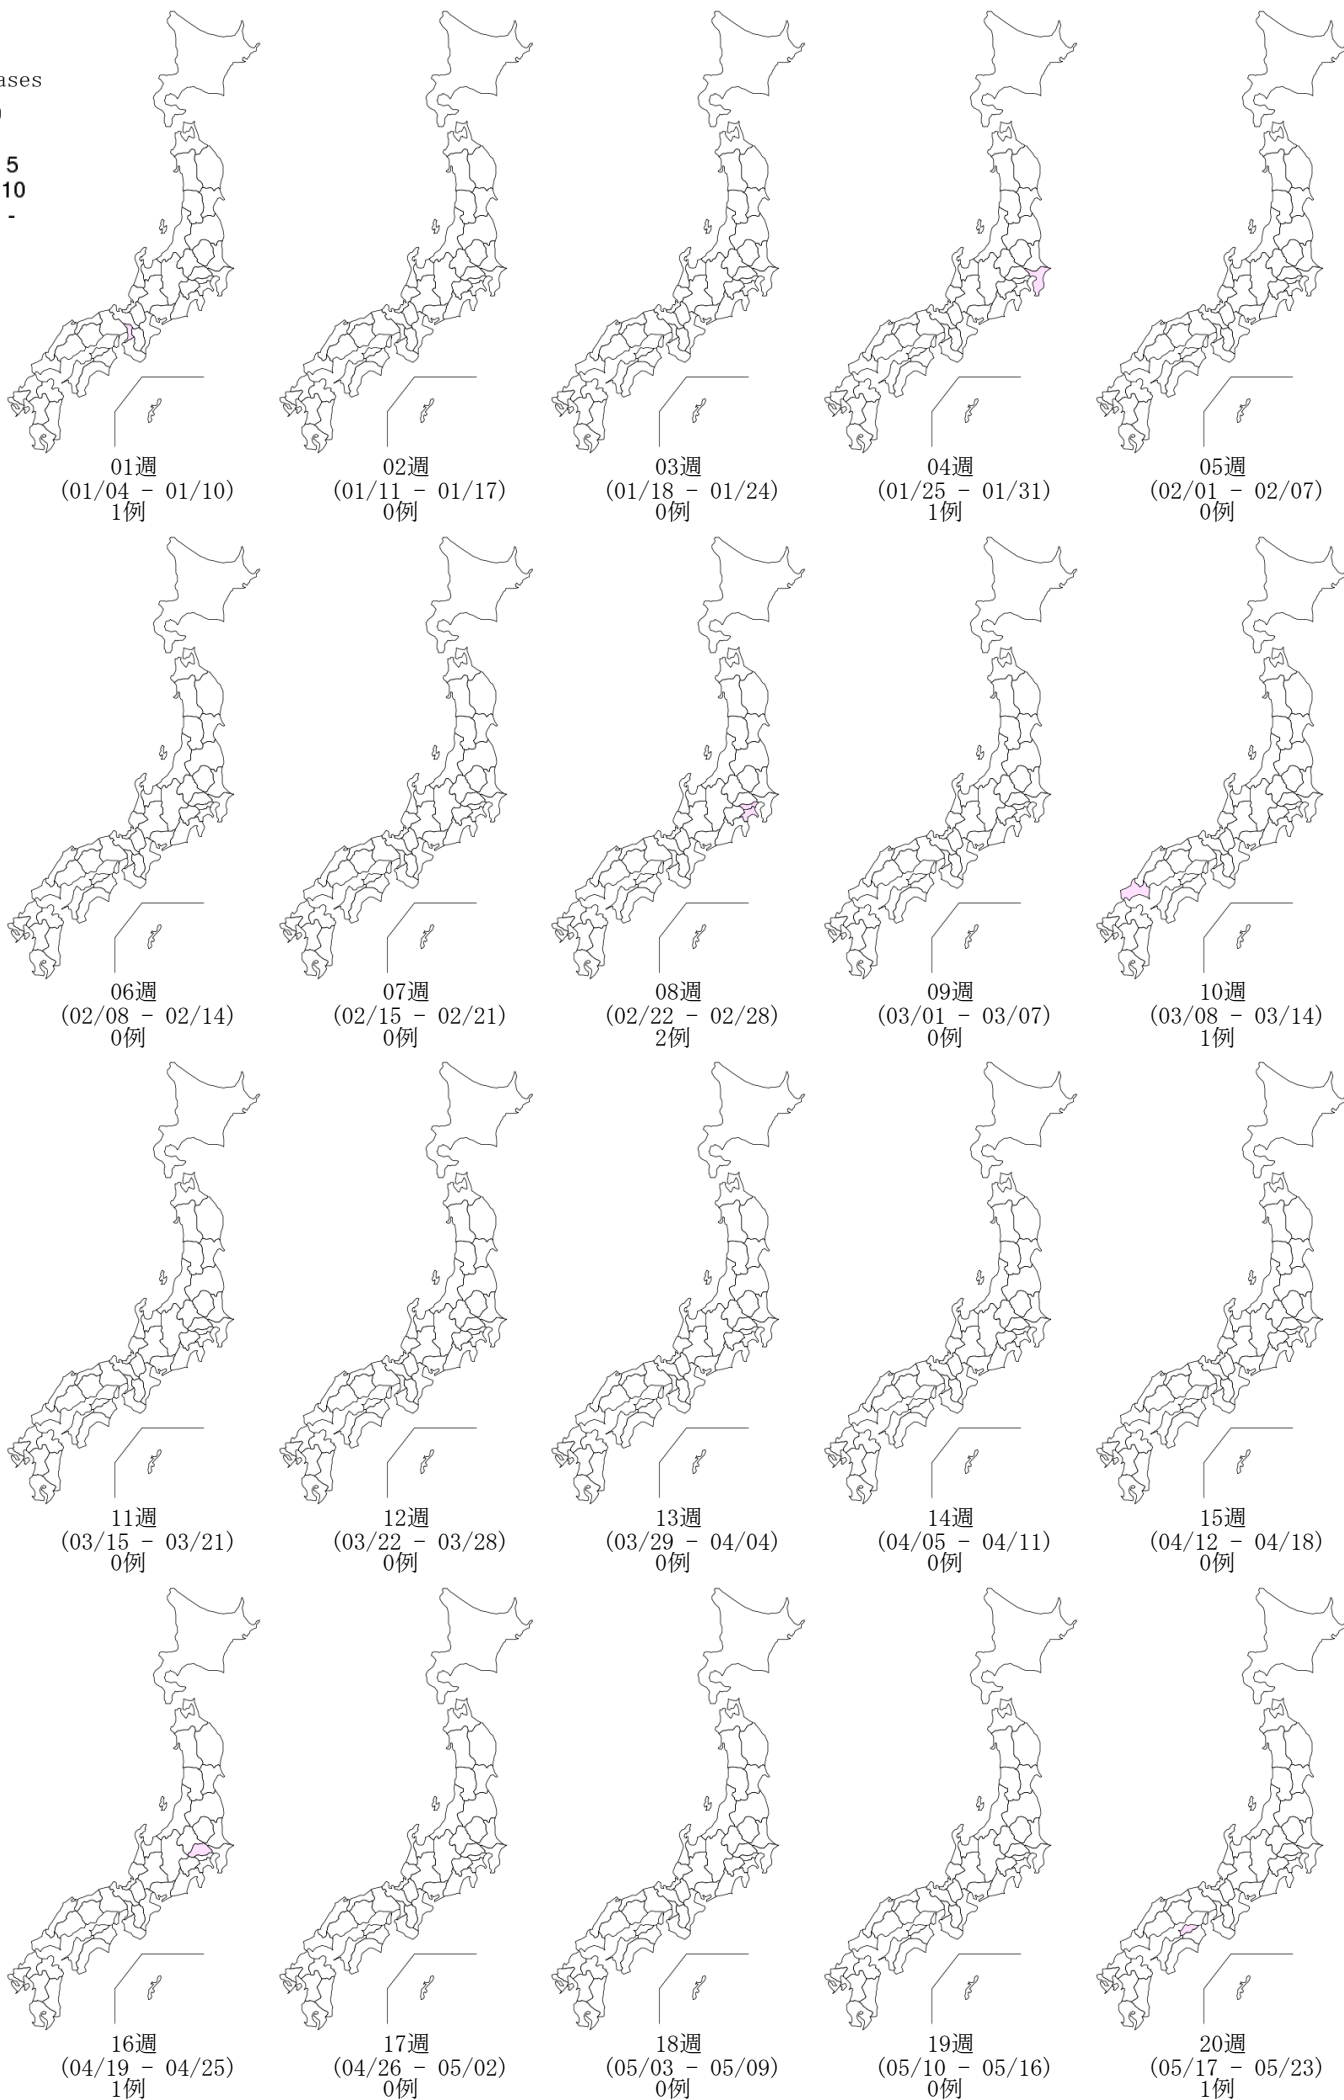 ases
5
10
-
01週
(01/04 - 01/10)
1例
02週
(01/11 - 01/17)
0例
03週
(01/18 - 01/24)
0例
04週
(01/25 - 01/31)
1例
05週
(02/01 - 02/07)
0例
06週
(02/08 - 02/14)
0例
07週
(02/15 - 02/21)
0例
08週
(02/22 - 02/28)
2例
09週
(03/01 - 03/07)
0例
10週
(03/08 - 03/14)
1例
11週
(03/15 - 03/21)
0例
12週
(03/22 - 03/28)
0例
13週
(03/29 - 04/04)
0例
14週
(04/05 - 04/11)
0例
15週
(04/12 - 04/18)
0例
16週
(04/19 - 04/25)
1例
17週
(04/26 - 05/02)
0例
18週
(05/03 - 05/09)
0例
19週
(05/10 - 05/16)
0例
20週
(05/17 - 05/23)
1例